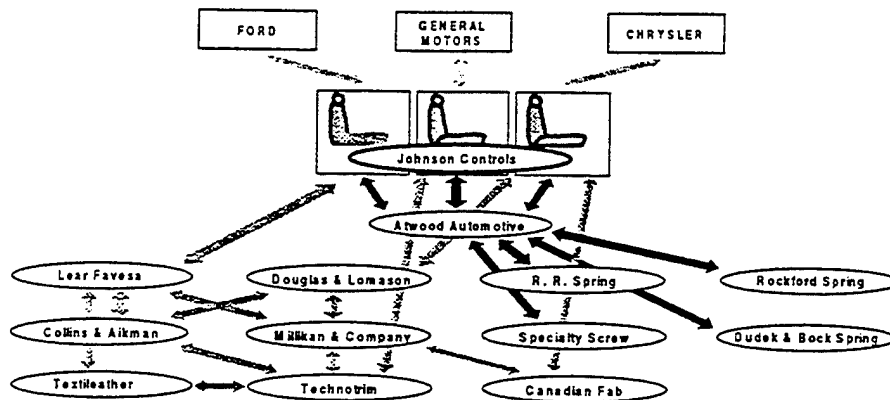 FORD
GENERAL
MOTORS
CHRYSLER
Johnson Controls
Atwood Automotive
Lear Favesa
Douglas & Lomason
R. R. Spring
Rockford Spring
Collins & Aikman
Millikan & Company
Specialty Screw
Dudek & Bock Spring
Textileather
Technotrim
Canadian Fab